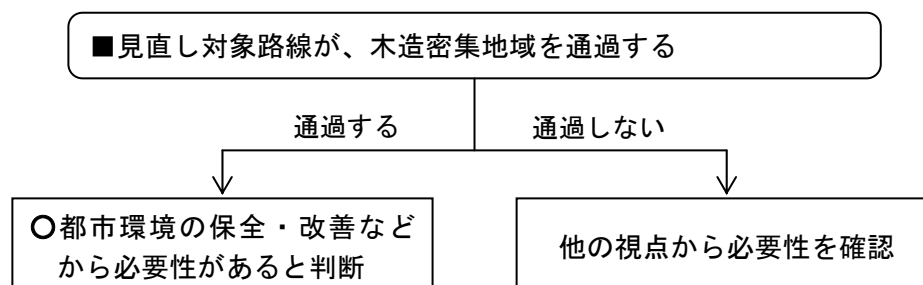 ■見直し対象路線が、木造密集地域を通過する
通過する
通過しない
○都市環境の保全・改善など
から必要性があると判断
他の視点から必要性を確認